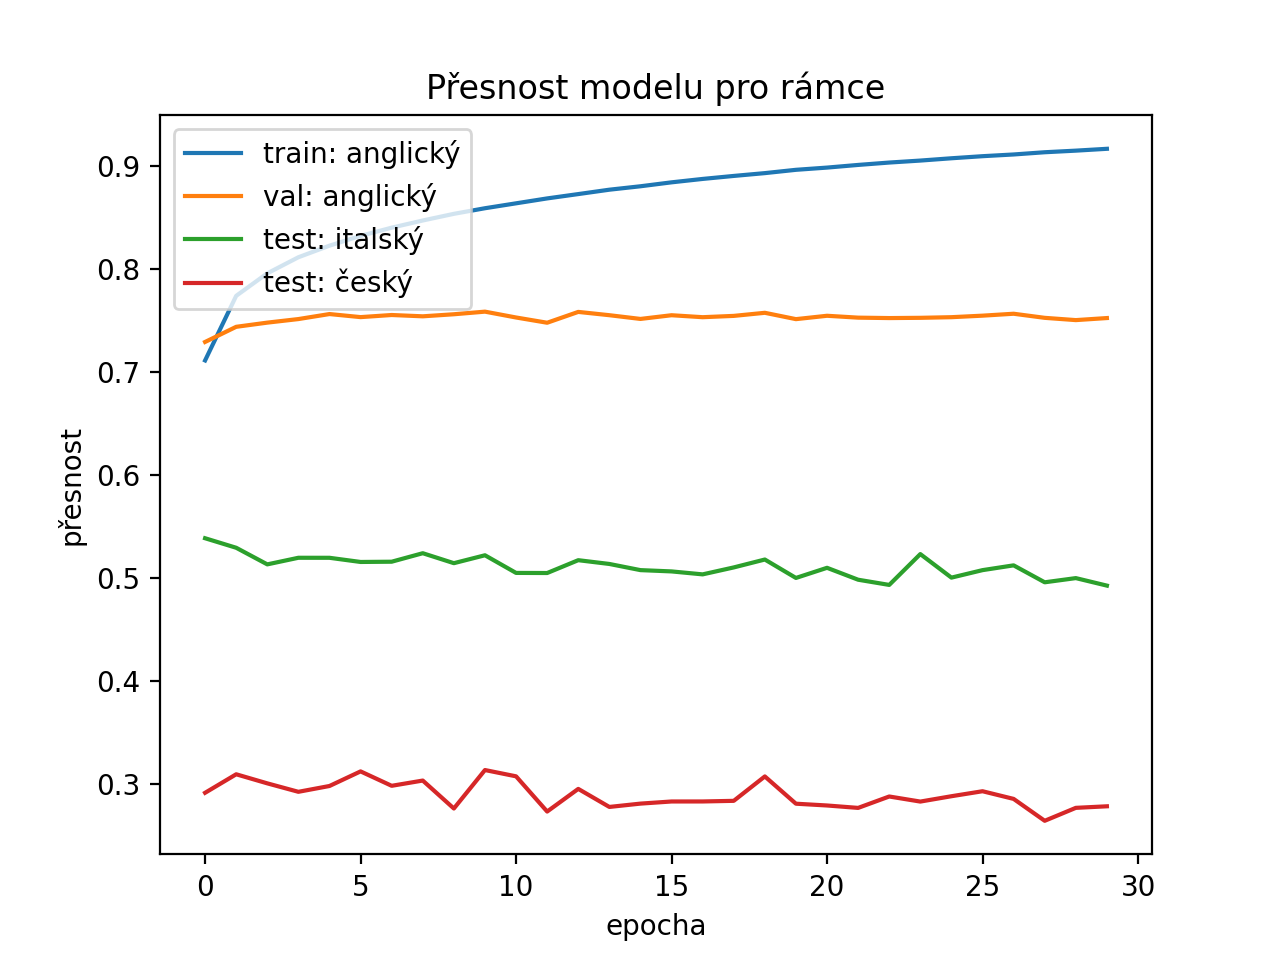 Přesnost modelu pro rámce
train: anglický
val: anglický
test: italský
test: český
0.9
0.8
0.7
0.6
0.5
0.4
0.3
přesnost
0 5 10 15 20 25 30
epocha